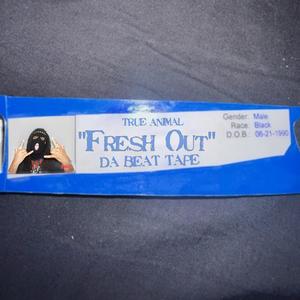 TRUE ANIMAL
"FRESH OUT"
DA BEAT TAPE
Gender: Male
Race: Black
D.O.B: 06-21-1990